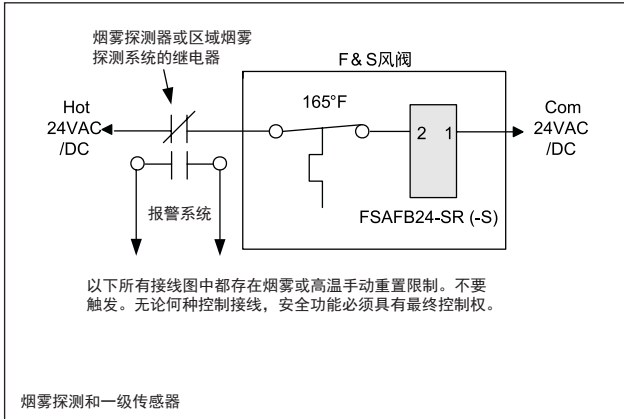 烟雾探测器或区域烟雾
探测系统的继电器
F & S风阀
165°F
Hot
24VAC
/DC
Com
24VAC
/DC
2 1
报警系统
FSAFB24-SR (-S)
以下所有接线图中都存在烟雾或高温手动重置限制。不要
触发。无论何种控制接线，安全功能必须具有最终控制权。
烟雾探测和一级传感器